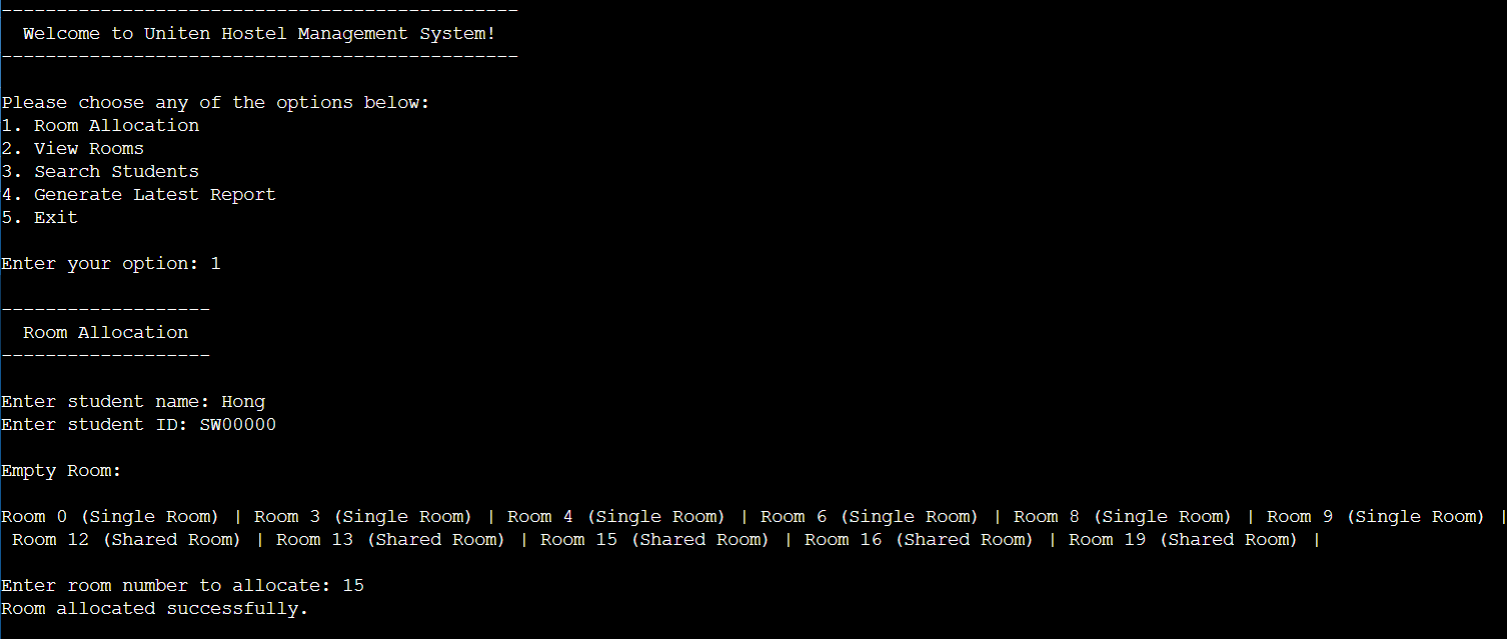 -----------------------------------------------
  Welcome to Uniten Hostel Management System!
-----------------------------------------------
Please choose any of the options below:
1. Room Allocation
2. View Rooms
3. Search Students
4. Generate Latest Report
5. Exit
Enter your option: 1
-------------------
  Room Allocation
-------------------
Enter student name: Hong
Enter student ID: SW00000
Empty Room:
Room 0 (Single Room) | Room 3 (Single Room) | Room 4 (Single Room) | Room 6 (Single Room) | Room 8 (Single Room) | Room 9 (Single Room) |
 Room 12 (Shared Room) | Room 13 (Shared Room) | Room 15 (Shared Room) | Room 16 (Shared Room) | Room 19 (Shared Room) |
Enter room number to allocate: 15
Room allocated successfully.